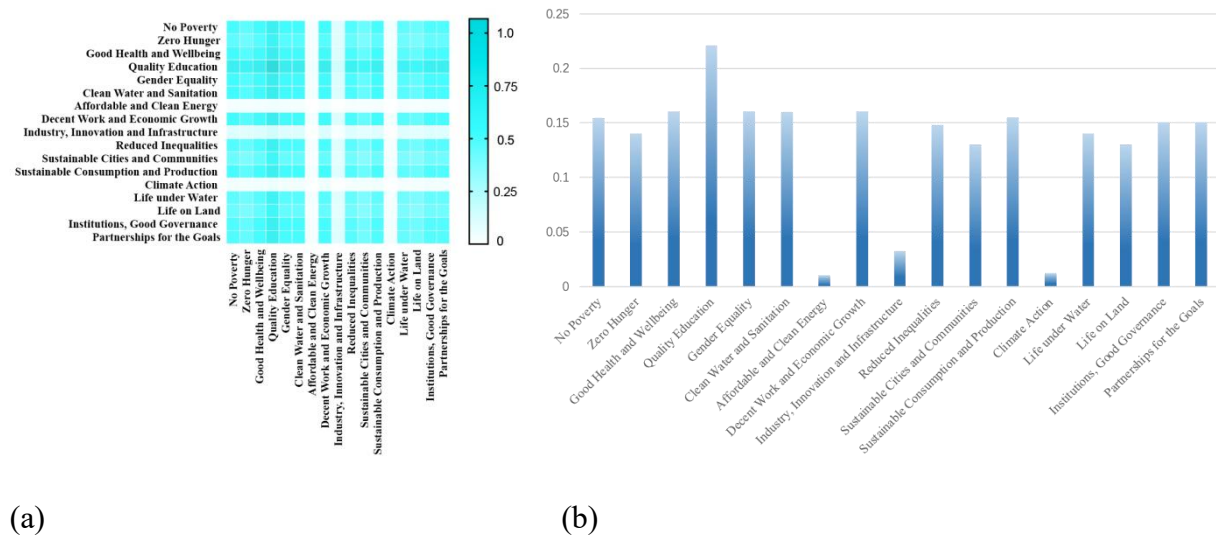 No Poverty
Zero Hunger
Good Health and Wellbeing
Quality Education
Gender Equality
Clean Water and Sanitation
Affordable and Clean Energy
Decent Work and Economic Growth
Industry, Innovation and Infrastructure
Reduced Inequalities
Sustainable Cities and Communities
Sustainable Consumption and Production
Climate Action
Life under Water
Life on Land
Institutions, Good Governance
Partnerships for the Goals
No Poverty
Zero Hunger
Good Health and Wellbeing
Quality Education
Gender Equality
Clean Water and Sanitation
Affordable and Clean Energy
Decent Work and Economic Growth
Industry, Innovation and Infrastructure
Reduced Inequalities
Sustainable Cities and Communities
Sustainable Consumption and Production
Climate Action
Life under Water
Life on Land
Institutions, Good Governance
Partnerships for the Goals
1.0
0.75
0.5
0.25
0
(a)
0.25
0.2
0.15
0.1
0.05
0
No Poverty
Zero Hunger
Good Health and Wellbeing
Quality Education
Gender Equality
Clean Water and Sanitation
Affordable and Clean Energy
Decent Work and Economic Growth
Industry, Innovation and Infrastructure
Reduced Inequalities
Sustainable Cities and Communities
Sustainable Consumption and Production
Climate Action
Life under Water
Life on Land
Institutions, Good Governance
Partnerships for the Goals
(b)